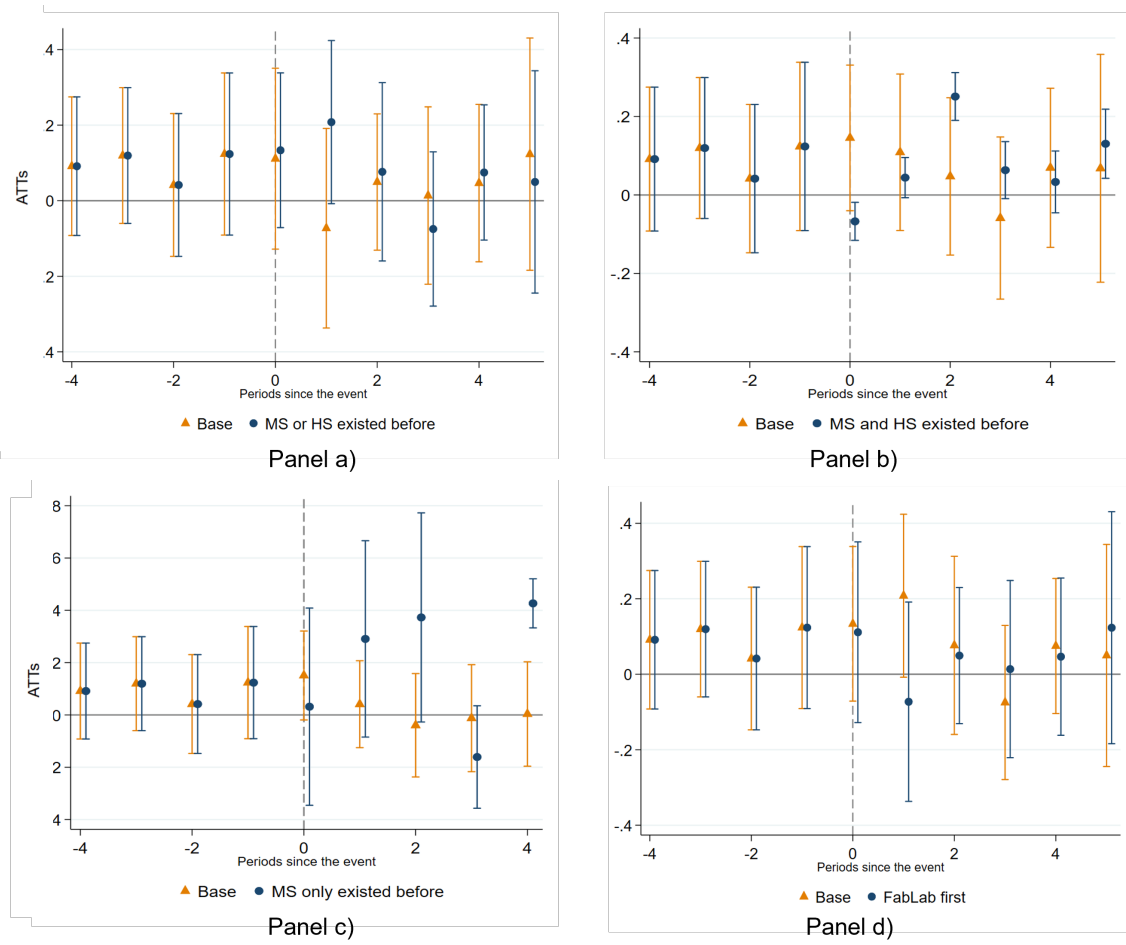 .4
.2
0
.2
.4
ATTs
-4 -2 0 2 4
Periods since the event
Base MS or HS existed before
Panel a)
.4
.2
0
-.2
-.4
-4 -2 0 2 4
Periods since the event
Base MS and HS existed before
Panel b)
8
6
4
2
0
2
4
ATTs
-4 -2 0 2 4
Periods since the event
Base MS only existed before
Panel c)
.4
.2
0
-.2
-.4
-4 -2 0 2 4
Periods since the event
Base FabLab first
Panel d)